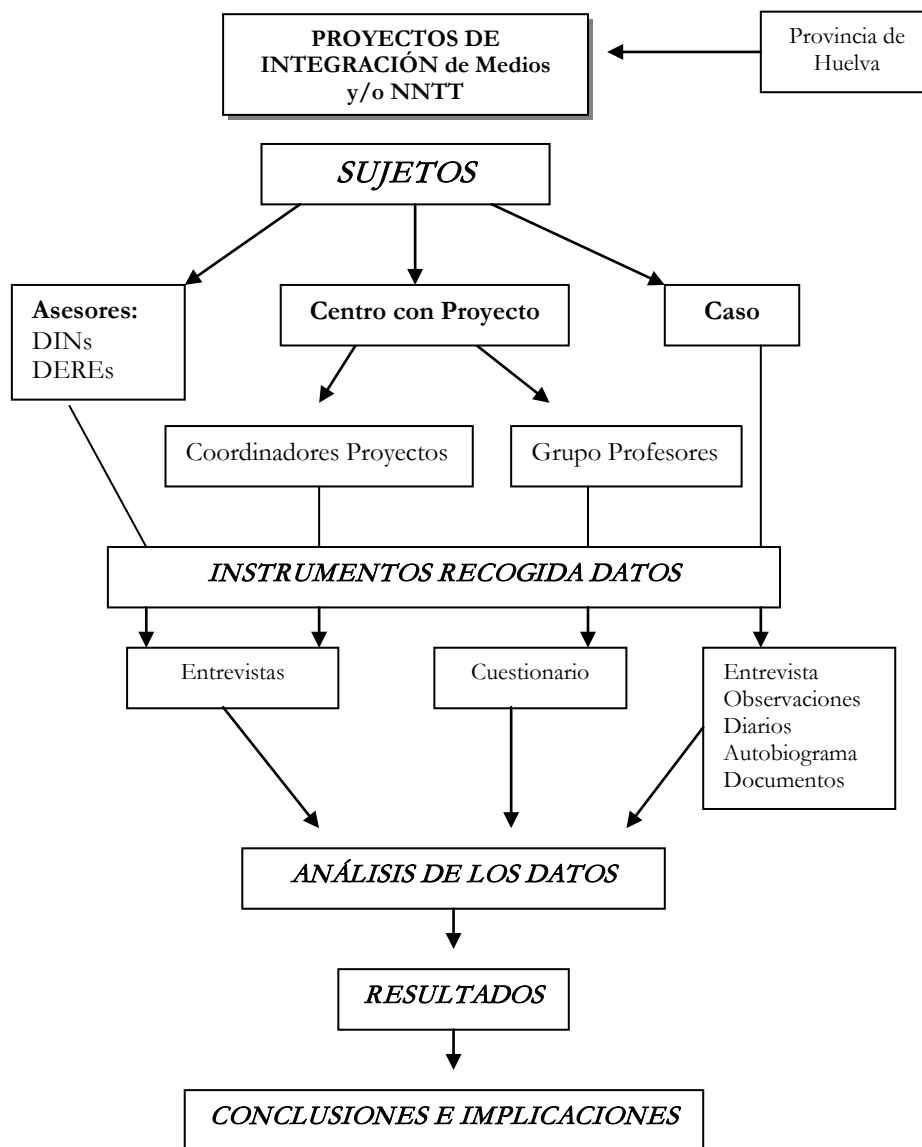 PROYECTOS DE
INTEGRACIÓN de Medios
y/o NNTT
Provincia de
Huelva
SUJETOS
Asesores:
DINs
DEREs
Centro con Proyecto
Caso
Coordinadores Proyectos
Grupo Profesores
INSTRUMENTOS RECOGIDA DATOS
Entrevistas
Cuestionario
Entrevista
Observaciones
Diarios
Autobiograma
Documentos
ANÁLISIS DE LOS DATOS
RESULTADOS
CONCLUSIONES E IMPLICACIONES